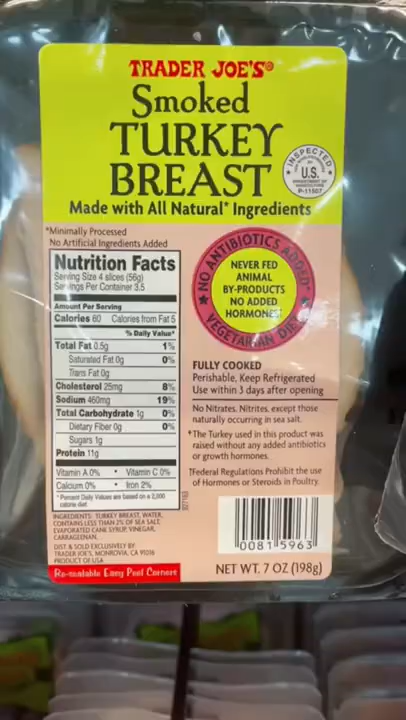 TRADER JOE'S®
Smoked
TURKEY
BREAST
INSPECTED
U.S.
DEPARTMENT OF
AGRICULTURE
P-11507
Made with All Natural* Ingredients
*Minimally Processed
No Artificial Ingredients Added
Nutrition Facts
Serving Size 4 slices (56g)
Servings Per Container 3.5
Amount Per Serving
Calories 60 Calories from Fat 5
% Daily Value*
Total Fat 0.5g 1%
Saturated Fat 0g 0%
Trans Fat 0g
Cholesterol 25mg 8%
Sodium 460mg 19%
Total Carbohydrate 1g 0%
Dietary Fiber 0g 0%
Sugars 1g
Protein 11g
Vitamin A 0% • Vitamin C 0%
Calcium 0% • Iron 2%
* Percent Daily Values are based on a 2,000
calorie diet
INGREDIENTS: TURKEY BREAST, WATER,
CONTAINS LESS THAN 2% OF SEA SALT,
EVAPORATED CANE SYRUP, VINEGAR,
CARRAGEENAN.
DIST. & SOLD EXCLUSIVELY BY:
TRADER JOE'S, MONROVIA, CA 91016
PRODUCT OF USA
Re-sealable Easy Peel Corners
NO ANTIBIOTICS ADDED*
NEVER FED
ANIMAL
BY-PRODUCTS
NO ADDED
HORMONES†
VEGETARIAN DIET
FULLY COOKED
Perishable, Keep Refrigerated
Use within 3 days after opening
No Nitrates, Nitrites, except those
naturally occurring in sea salt.
*The Turkey used in this product was
raised without any added antibiotics
or growth hormones.
†Federal Regulations Prohibit the use
of Hormones or Steroids in Poultry.
0081 5963
NET WT. 7 OZ (198g)